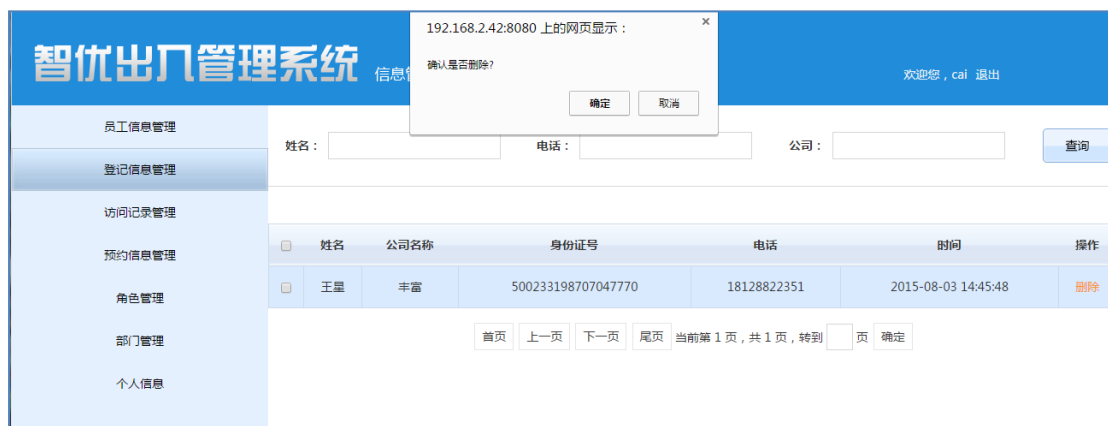 192.168.2.42:8080 上的网页显示：
×
确认是否删除?
确定 取消
智优出入管理系统
信息
欢迎您，cai 退出
员工信息管理
登记信息管理
访问记录管理
预约信息管理
角色管理
部门管理
个人信息
姓名： 电话： 公司： 查询
姓名 公司名称 身份证号 电话 时间 操作
王星 丰富 500233198707047770 18128822351 2015-08-03 14:45:48 删除
首页 上一页 下一页 尾页 当前第 1 页，共 1 页，转到 页 确定